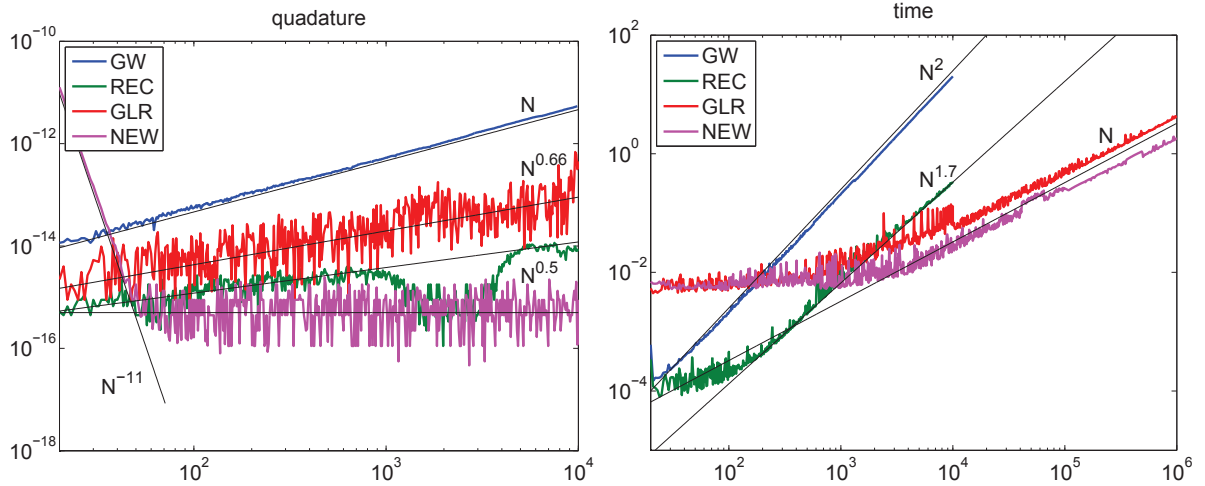 quadature
10^{-10}
10^{-12}
10^{-14}
10^{-16}
10^{-18}
GW
REC
GLR
NEW
N
N^{0.66}
N^{0.5}
N^{-11}
10^{2}
10^{3}
10^{4}
time
10^{2}
10^{0}
10^{-2}
10^{-4}
GW
REC
GLR
NEW
N^{2}
N^{1.7}
N
10^{2}
10^{3}
10^{4}
10^{5}
10^{6}